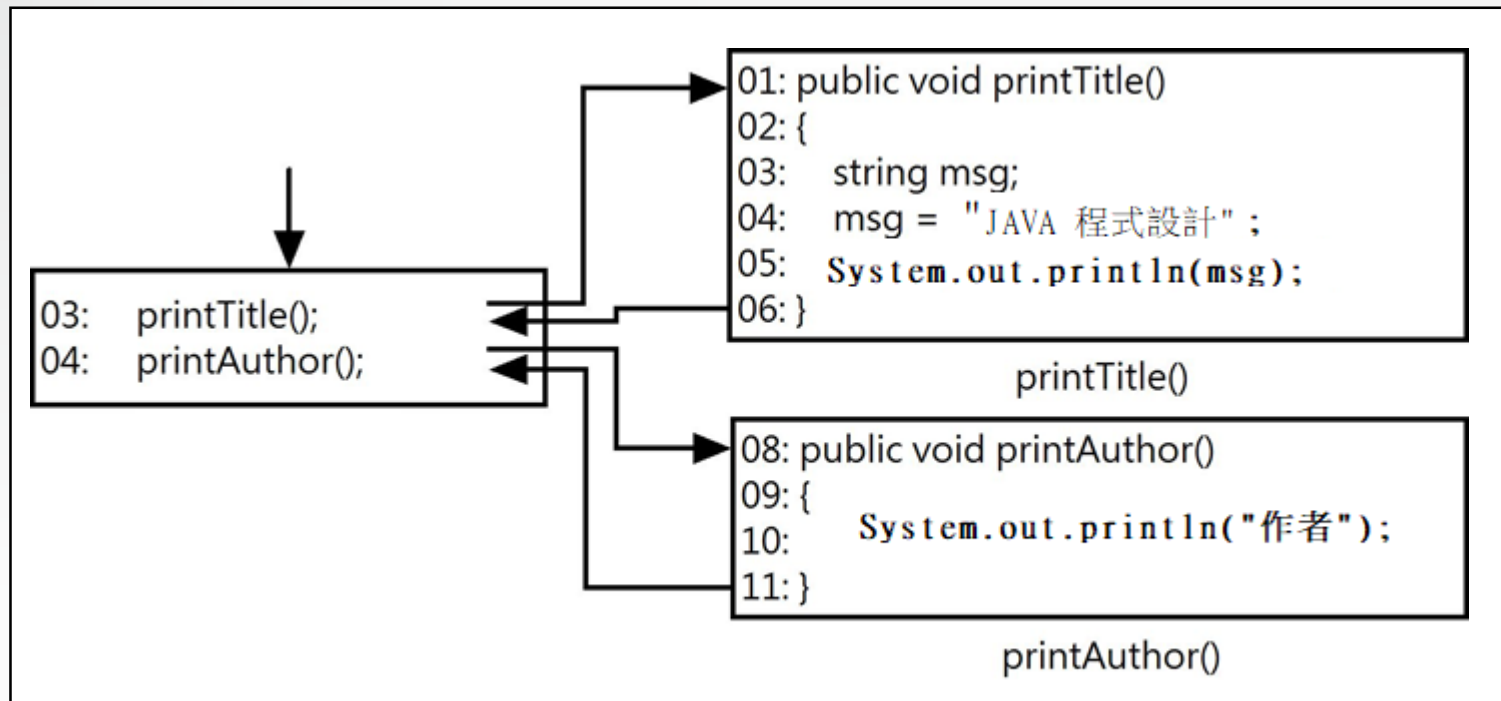 03: printTitle();
04: printAuthor();
01: public void printTitle()
02: {
03: string msg;
04: msg = "JAVA 程式設計";
05: System.out.println(msg);
06: }
printTitle()
08: public void printAuthor()
09: {
10: System.out.println("作者");
11: }
printAuthor()